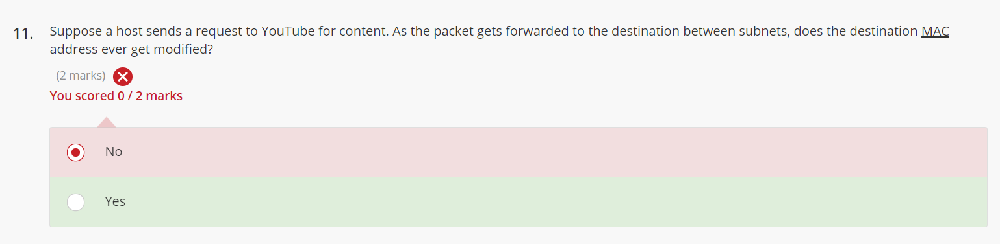 11. Suppose a host sends a request to YouTube for content. As the packet gets forwarded to the destination between subnets, does the destination MAC
address ever get modified?
(2 marks)
You scored 0 / 2 marks
No
Yes